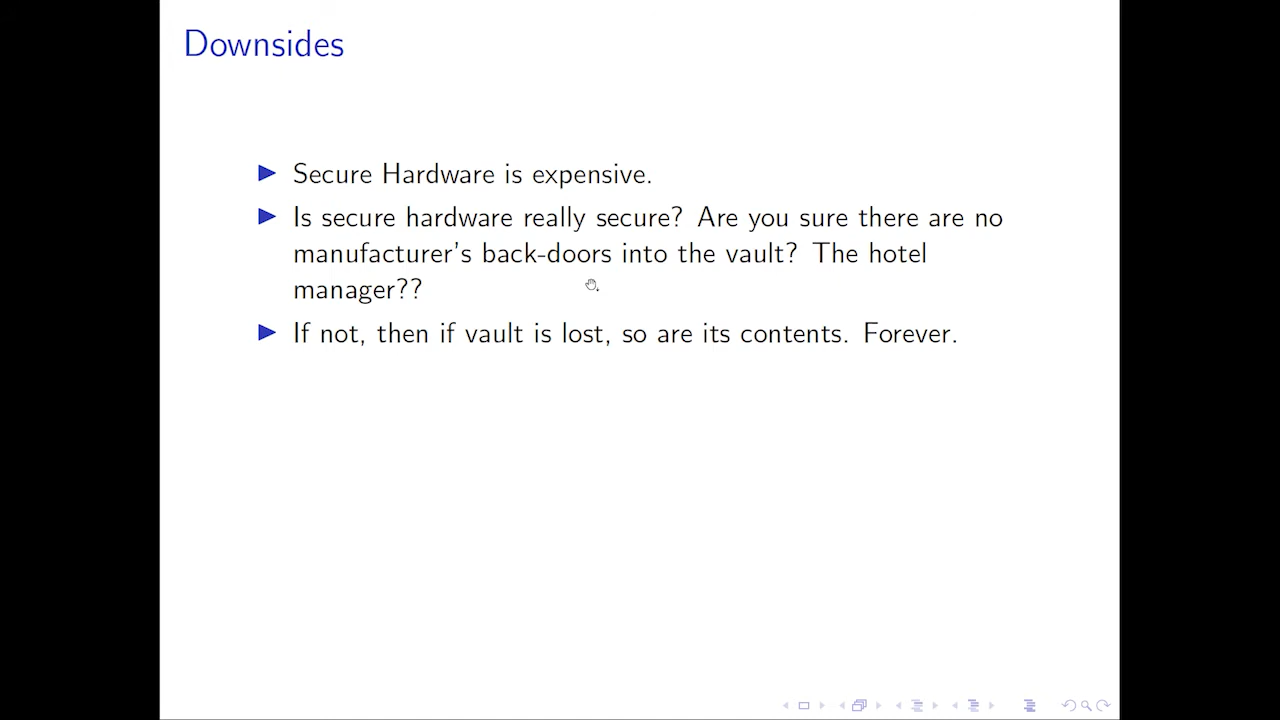 Downsides
Secure Hardware is expensive.
Is secure hardware really secure? Are you sure there are no
manufacturer's back-doors into the vault? The hotel
manager??
If not, then if vault is lost, so are its contents. Forever.